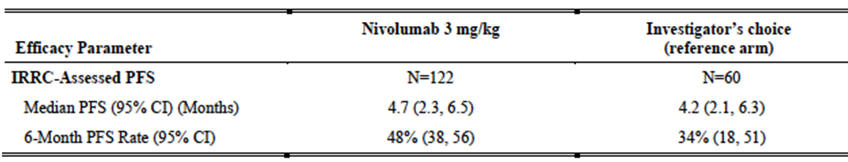 Efficacy Parameter Nivolumab 3 mg/kg Investigator's choice
(reference arm)
IRRC-Assessed PFS N=122 N=60
Median PFS (95% CI) (Months) 4.7 (2.3, 6.5) 4.2 (2.1, 6.3)
6-Month PFS Rate (95% CI) 48% (38, 56) 34% (18, 51)